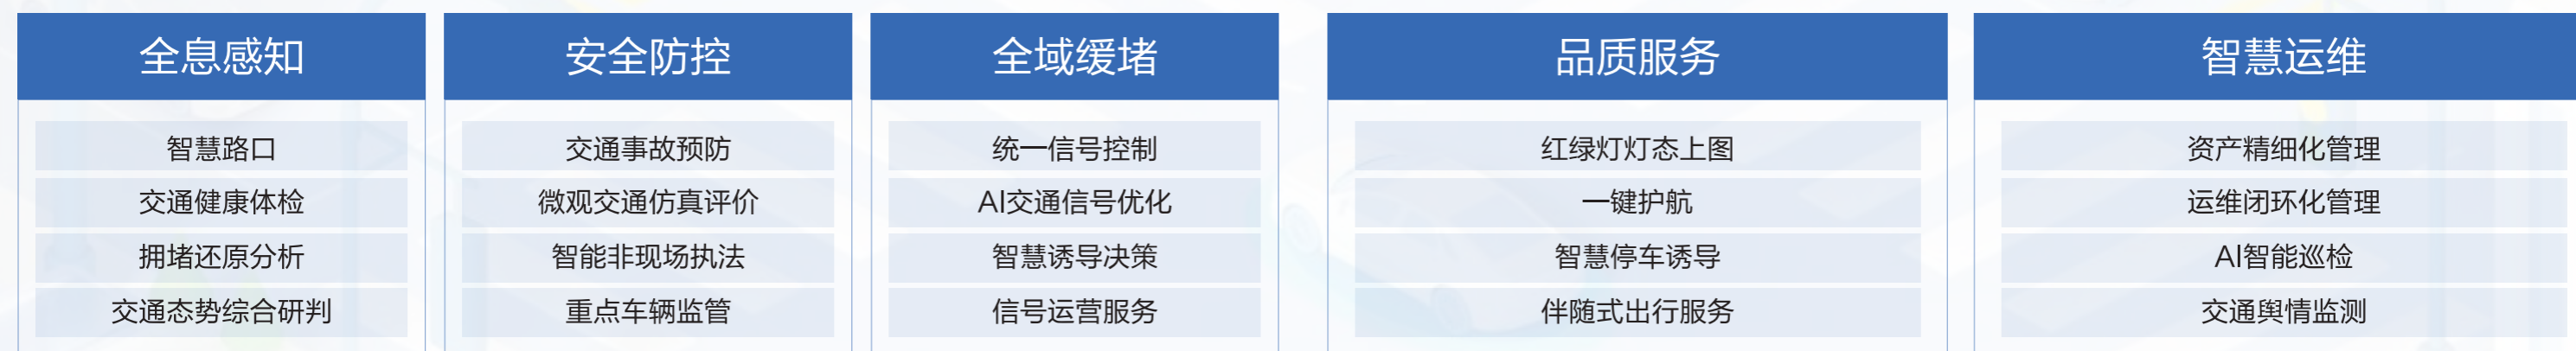 全息感知
智慧路口
交通健康体检
拥堵还原分析
交通态势综合研判
安全防控
交通事故预防
微观交通仿真评价
智能非现场执法
重点车辆监管
全域缓堵
统一信号控制
AI交通信号优化
智慧诱导决策
信号运营服务
品质服务
红绿灯灯态上图
一键护航
智慧停车诱导
伴随式出行服务
智慧运维
资产精细化管理
运维闭环化管理
AI智能巡检
交通舆情监测